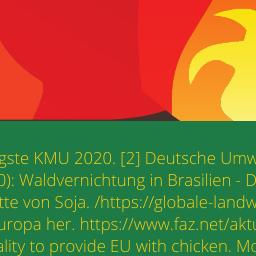 gste KMU 2020. [2] Deutsche Umw
0): Waldvernichtung in Brasilien - D
tte von Soja. /https://globale-landw
uropa her. https://www.faz.net/aktu
ality to provide EU with chicken. Mo